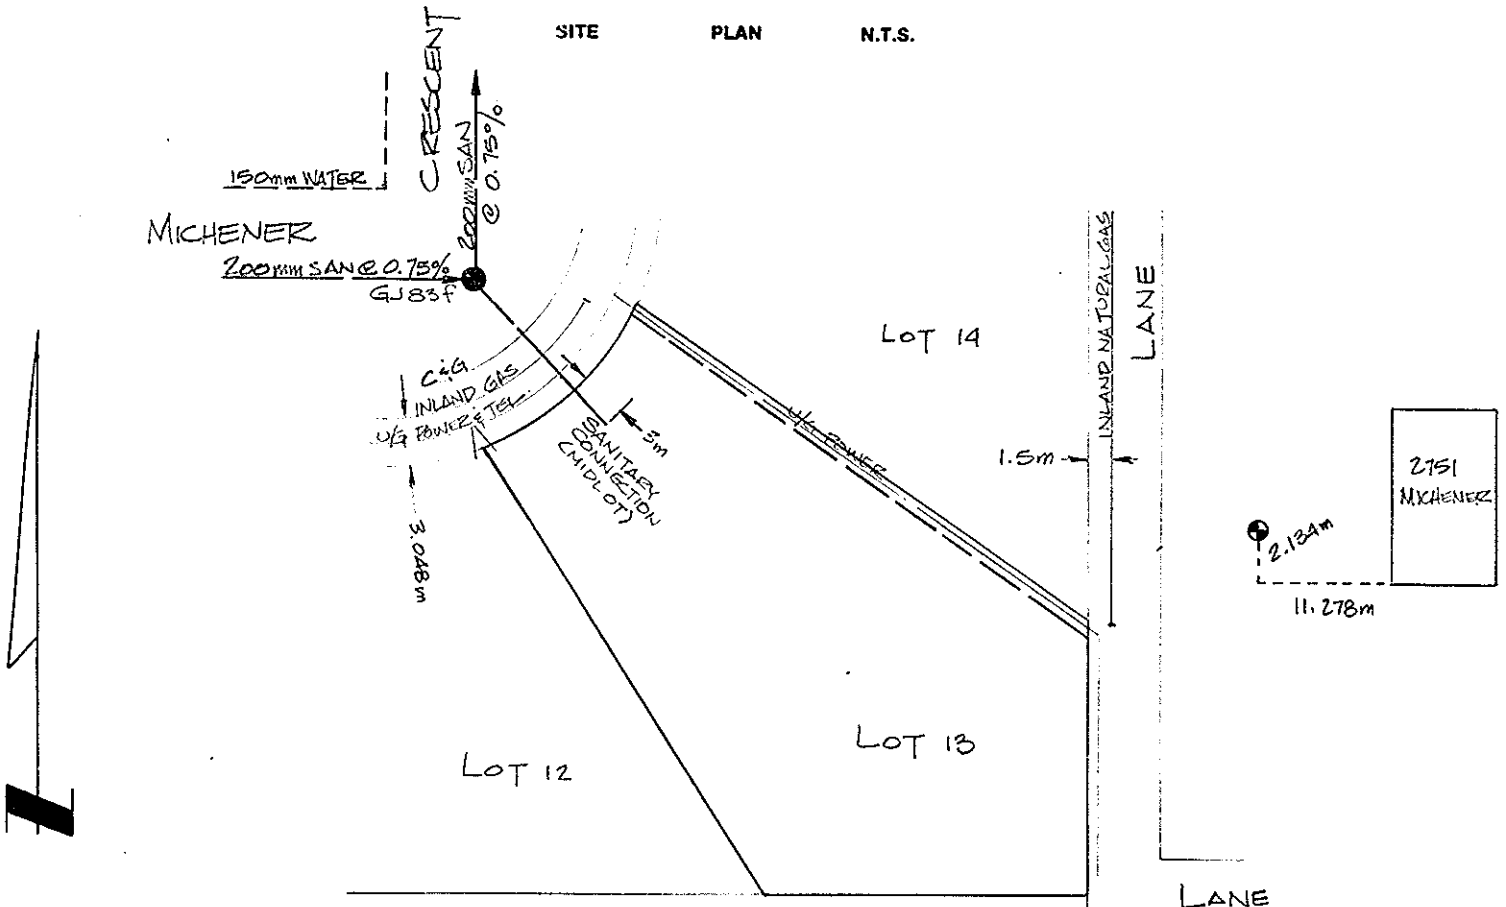 SITE PLAN N.T.S.
CRESCENT
200mm SAN
@ 0.75%
150mm WATER
MICHENER
200mm SAN @ 0.75%
GJ83f
C&G
INLAND GAS
U/G POWER & TEL.
3.048m
SANITARY
CONNECTION
(MIDLOT)
3m
U/G POWER
LOT 14
INLAND NATURAL GAS
LANE
1.5m
2751
MICHENER
2.134m
11.278m
LOT 13
LOT 12
LANE